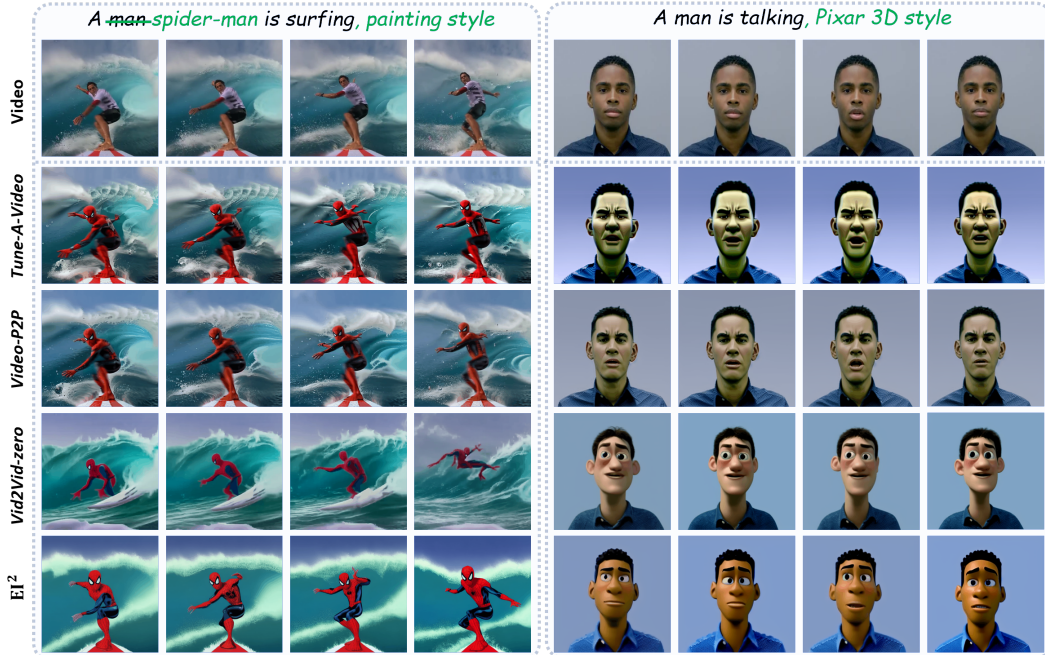 A man spider-man is surfing, painting style
A man is talking, Pixar 3D style
Video
Tune-A-Video
Video-P2P
Vid2Vid-zero
EI²